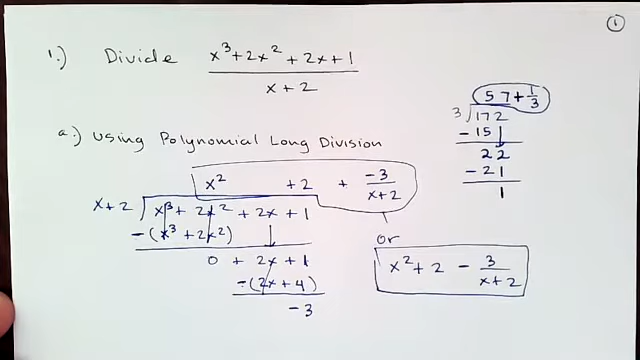 ①
1.) Divide x³+2x²+2x+1
x+2
57+1/3
3 172
-15
22
-21
1
a.) Using Polynomial Long Division
x² +2 + -3/x+2
x+2 x³+2x²+2x+1
-(x³+2x²)
0 + 2x+1
-(2x+4)
-3
or
x²+2 - 3/x+2